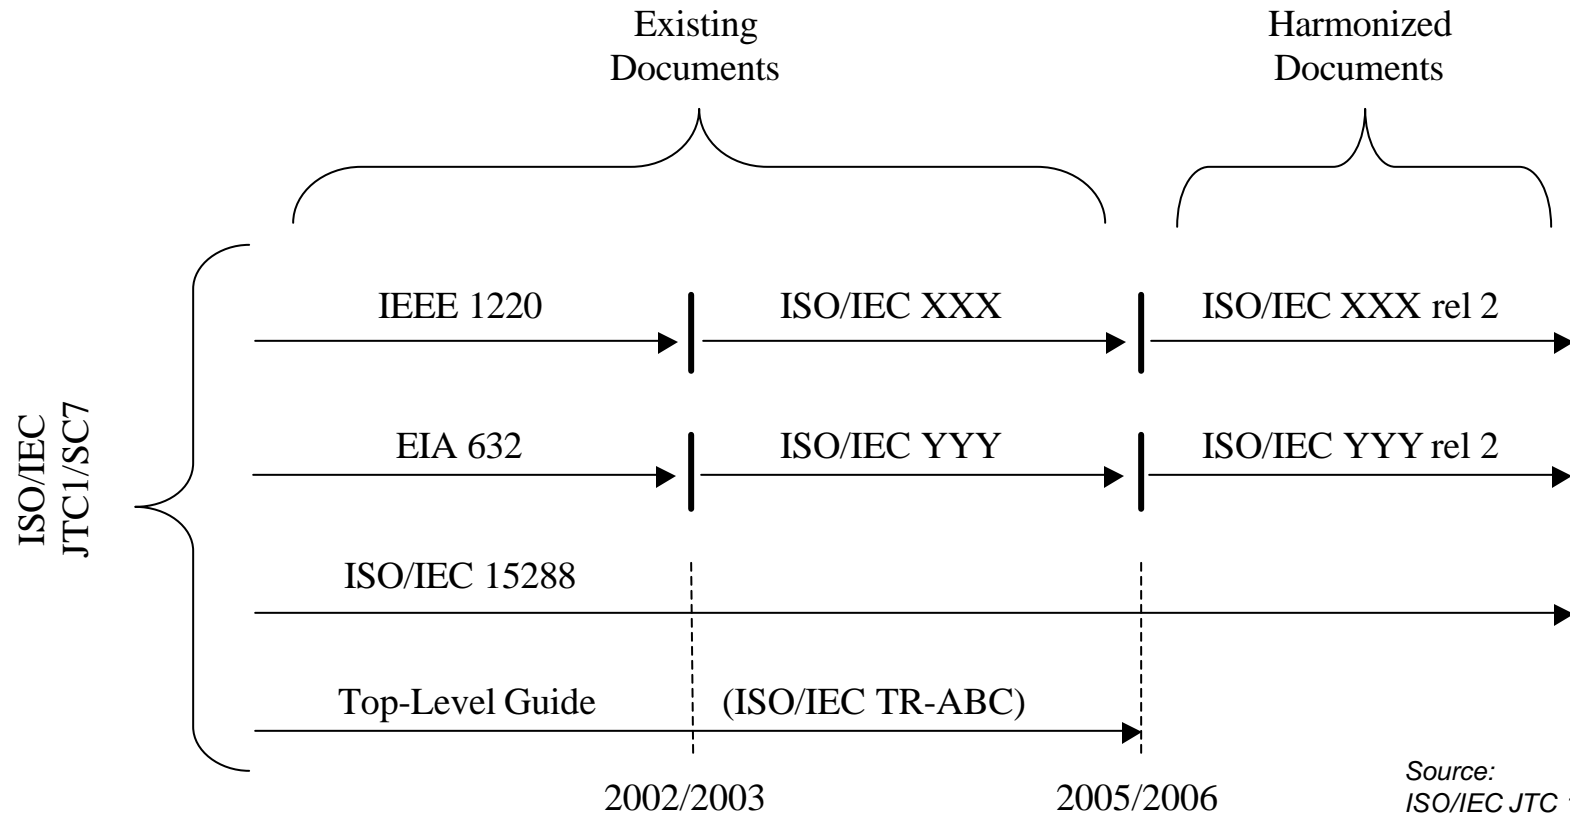 Existing
Documents
Harmonized
Documents
ISO/IEC
JTC1/SC7
IEEE 1220
ISO/IEC XXX
ISO/IEC XXX rel 2
EIA 632
ISO/IEC YYY
ISO/IEC YYY rel 2
ISO/IEC 15288
Top-Level Guide
(ISO/IEC TR-ABC)
2002/2003
2005/2006
Source:
ISO/IEC JTC